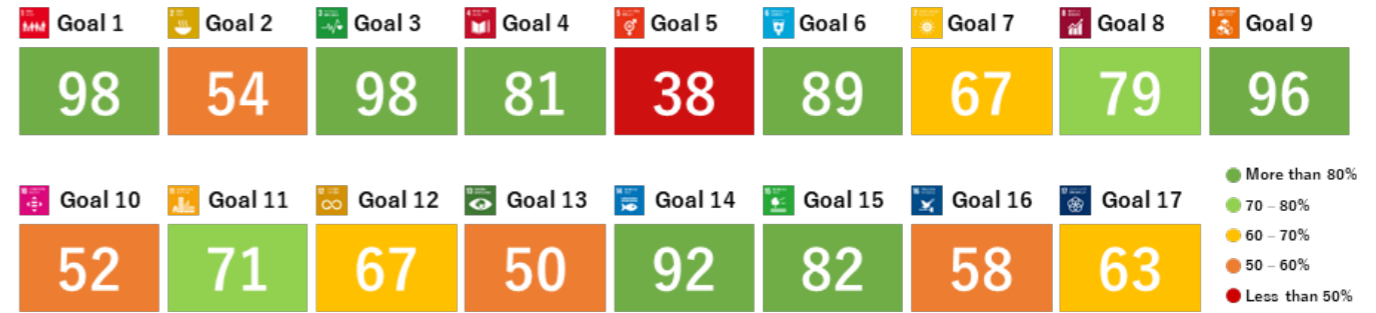 Goal 1 Goal 2 Goal 3 Goal 4 Goal 5 Goal 6 Goal 7 Goal 8 Goal 9
98 54 98 81 38 89 67 79 96
Goal 10 Goal 11 Goal 12 Goal 13 Goal 14 Goal 15 Goal 16 Goal 17
52 71 67 50 92 82 58 63
More than 80%
70 – 80%
60 – 70%
50 – 60%
Less than 50%